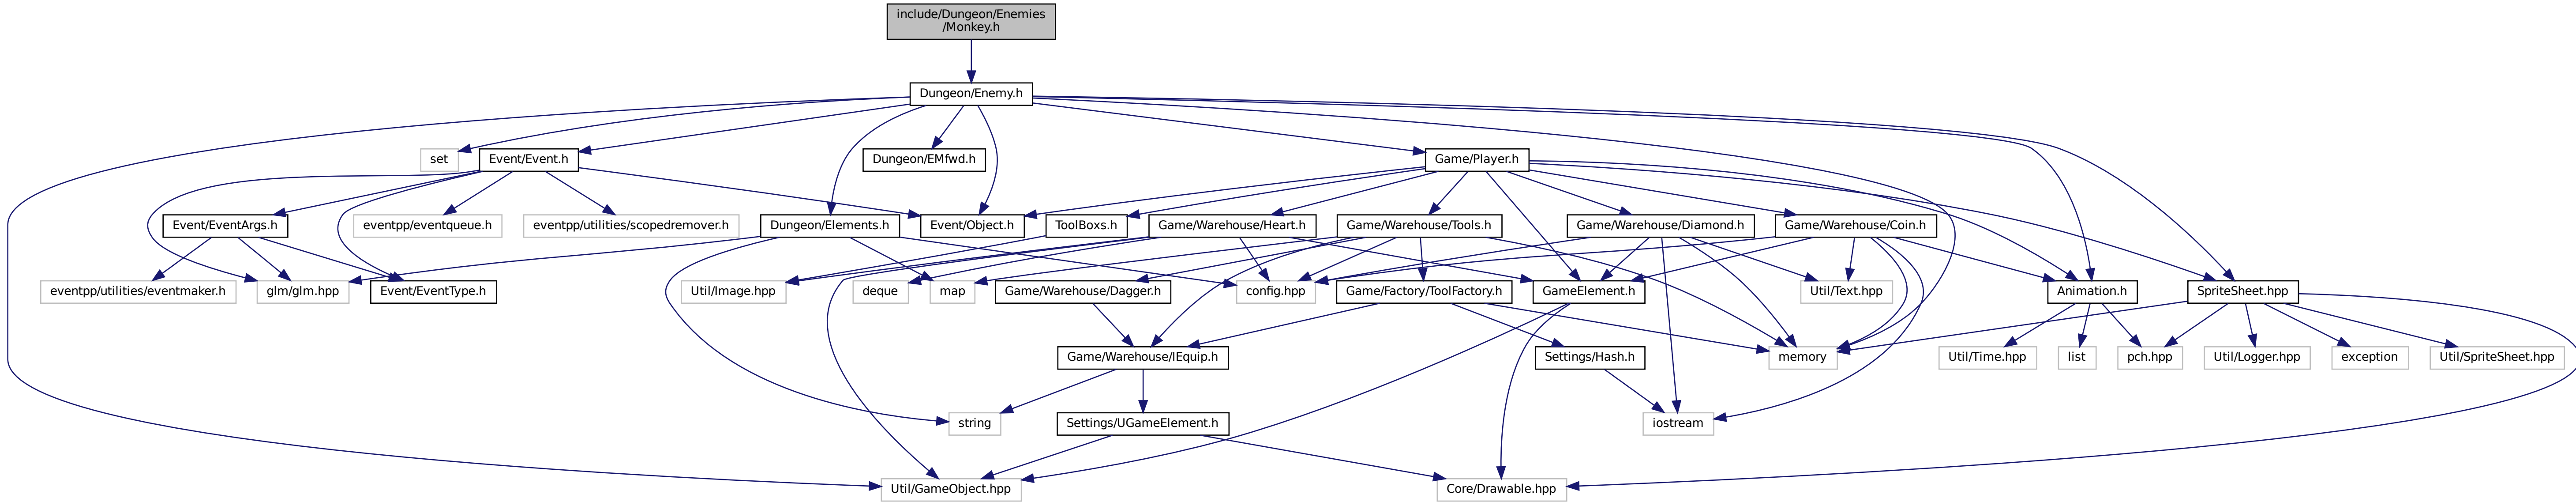 include/Dungeon/Enemies
/Monkey.h
Dungeon/Enemy.h
set
Event/Event.h
Dungeon/EMfwd.h
Game/Player.h
Event/EventArgs.h
eventpp/eventqueue.h
eventpp/utilities/scopedremover.h
Dungeon/Elements.h
Event/Object.h
ToolBoxs.h
Game/Warehouse/Heart.h
Game/Warehouse/Tools.h
Game/Warehouse/Diamond.h
Game/Warehouse/Coin.h
eventpp/utilities/eventmaker.h
glm/glm.hpp
Event/EventType.h
Util/Image.hpp
deque
map
Game/Warehouse/Dagger.h
config.hpp
Game/Factory/ToolFactory.h
GameElement.h
Util/Text.hpp
Animation.h
SpriteSheet.hpp
Game/Warehouse/IEquip.h
Settings/Hash.h
memory
Util/Time.hpp
list
pch.hpp
Util/Logger.hpp
exception
Util/SpriteSheet.hpp
string
Settings/UGameElement.h
iostream
Util/GameObject.hpp
Core/Drawable.hpp